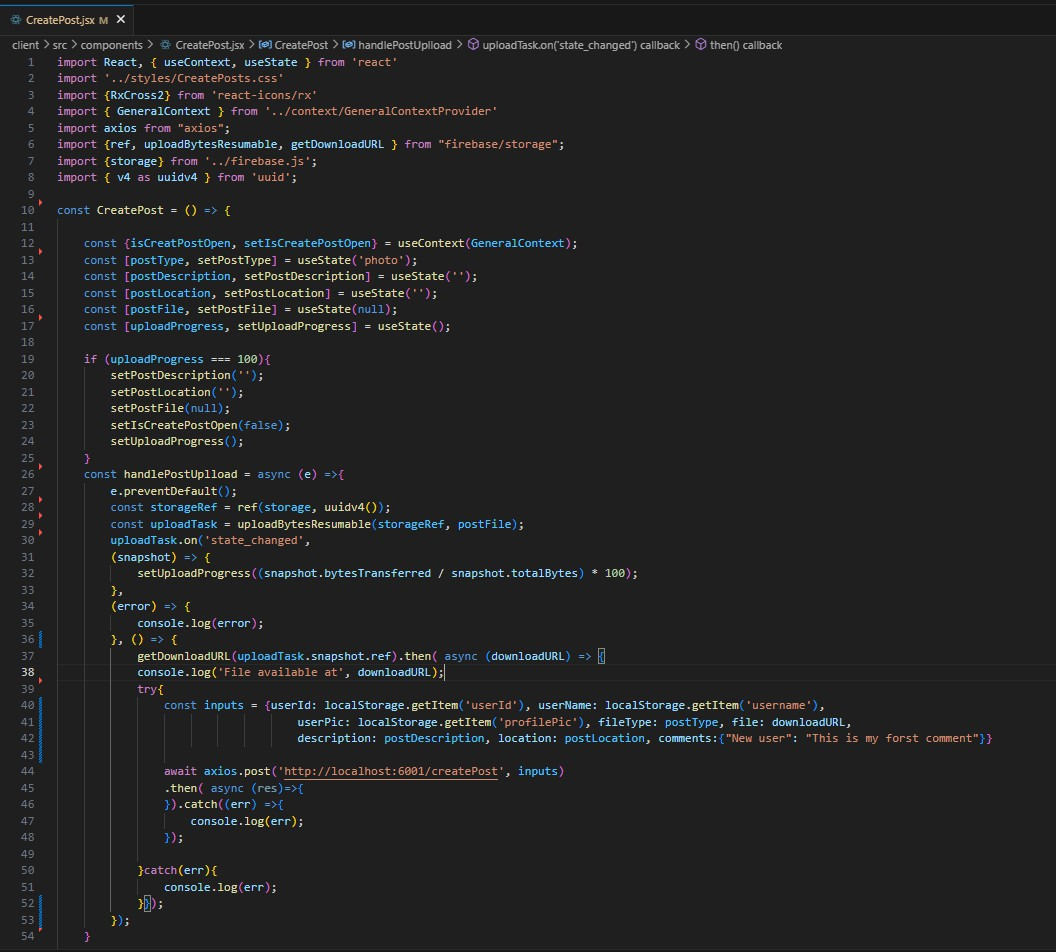 CreatePost.jsx M ×
client > src > components > CreatePost.jsx > CreatePost > handlePostUplload > uploadTask.on('state_changed') callback > then() callback
1 import React, { useContext, useState } from 'react'
2 import '../styles/CreatePosts.css'
3 import {RxCross2} from 'react-icons/rx'
4 import { GeneralContext } from '../context/GeneralContextProvider'
5 import axios from "axios";
6 import {ref, uploadBytesResumable, getDownloadURL } from "firebase/storage";
7 import {storage} from '../firebase.js';
8 import { v4 as uuidv4 } from 'uuid';
9
10 const CreatePost = () => {
11
12 const {isCreatPostOpen, setIsCreatePostOpen} = useContext(GeneralContext);
13 const [postType, setPostType] = useState('photo');
14 const [postDescription, setPostDescription] = useState('');
15 const [postLocation, setPostLocation] = useState('');
16 const [postFile, setPostFile] = useState(null);
17 const [uploadProgress, setUploadProgress] = useState();
18
19 if (uploadProgress === 100){
20 setPostDescription('');
21 setPostLocation('');
22 setPostFile(null);
23 setIsCreatePostOpen(false);
24 setUploadProgress();
25 }
26 const handlePostUplload = async (e) =>{
27 e.preventDefault();
28 const storageRef = ref(storage, uuidv4());
29 const uploadTask = uploadBytesResumable(storageRef, postFile);
30 uploadTask.on('state_changed',
31 (snapshot) => {
32 setUploadProgress((snapshot.bytesTransferred / snapshot.totalBytes) * 100);
33 },
34 (error) => {
35 console.log(error);
36 }, () => {
37 getDownloadURL(uploadTask.snapshot.ref).then( async (downloadURL) => {
38 console.log('File available at', downloadURL);
39 try{
40 const inputs = {userId: localStorage.getItem('userId'), userName: localStorage.getItem('username'),
41 userPic: localStorage.getItem('profilePic'), fileType: postType, file: downloadURL,
42 description: postDescription, location: postLocation, comments:{"New user": "This is my forst comment"}}
43
44 await axios.post('http://localhost:6001/createPost', inputs)
45 .then( async (res)=>{
46 }).catch((err) =>{
47 console.log(err);
48 });
49
50 }catch(err){
51 console.log(err);
52 }});
53 });
54 }